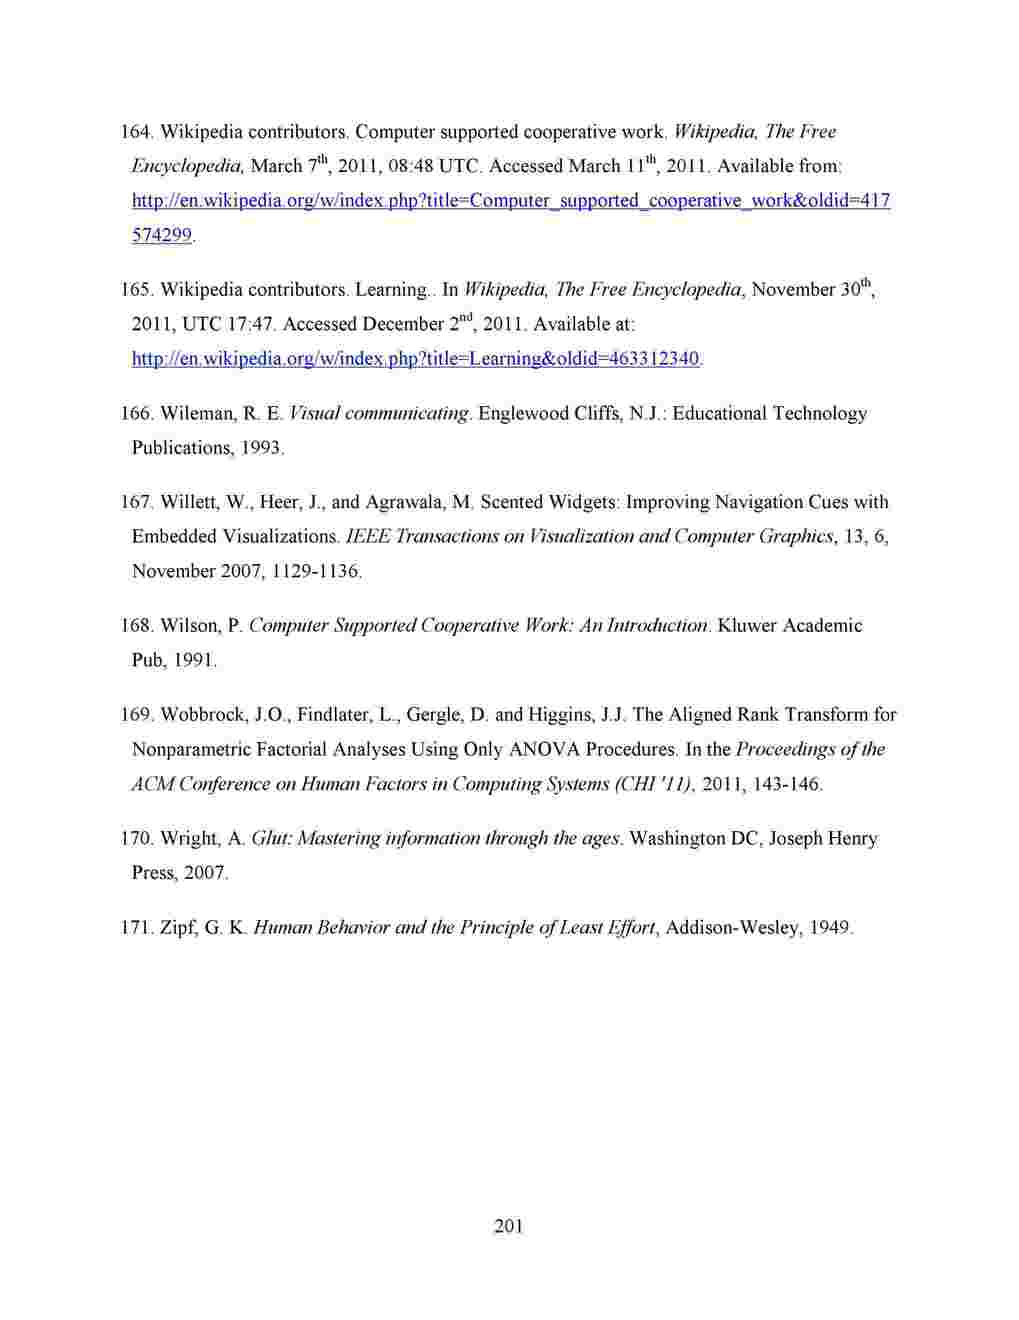 164. Wikipedia contributors. Computer supported cooperative work. Wikipedia, The Free
Encyclopedia, March 7th, 2011, 08:48 UTC. Accessed March 11th, 2011. Available from:
http://en.wikipedia.org/w/index.php?title=Computer_supported_cooperative_work&oldid=417
574299.
165. Wikipedia contributors. Learning.. In Wikipedia, The Free Encyclopedia, November 30th,
2011, UTC 17:47. Accessed December 2nd, 2011. Available at:
http://en.wikipedia.org/w/index.php?title=Learning&oldid=463312340.
166. Wileman, R. E. Visual communicating. Englewood Cliffs, N.J.: Educational Technology
Publications, 1993.
167. Willett, W., Heer, J., and Agrawala, M. Scented Widgets: Improving Navigation Cues with
Embedded Visualizations. IEEE Transactions on Visualization and Computer Graphics, 13, 6,
November 2007, 1129-1136.
168. Wilson, P. Computer Supported Cooperative Work: An Introduction. Kluwer Academic
Pub, 1991.
169. Wobbrock, J.O., Findlater, L., Gergle, D. and Higgins, J.J. The Aligned Rank Transform for
Nonparametric Factorial Analyses Using Only ANOVA Procedures. In the Proceedings of the
ACM Conference on Human Factors in Computing Systems (CHI '11), 2011, 143-146.
170. Wright, A. Glut: Mastering information through the ages. Washington DC, Joseph Henry
Press, 2007.
171. Zipf, G. K. Human Behavior and the Principle of Least Effort, Addison-Wesley, 1949.
201